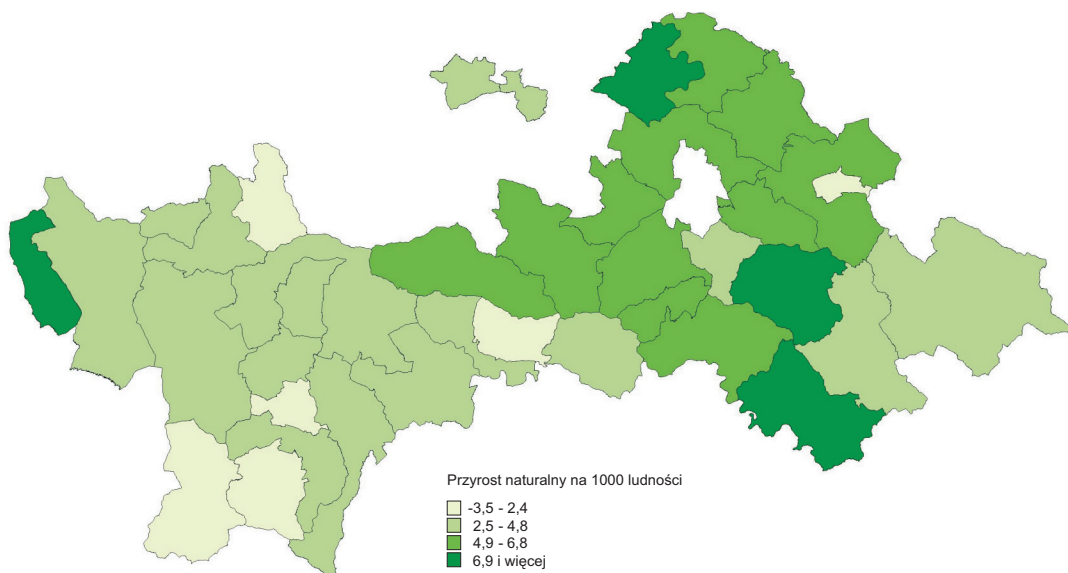 Przyrost naturalny na 1000 ludności
-3,5 - 2,4
2,5 - 4,8
4,9 - 6,8
6,9 i więcej